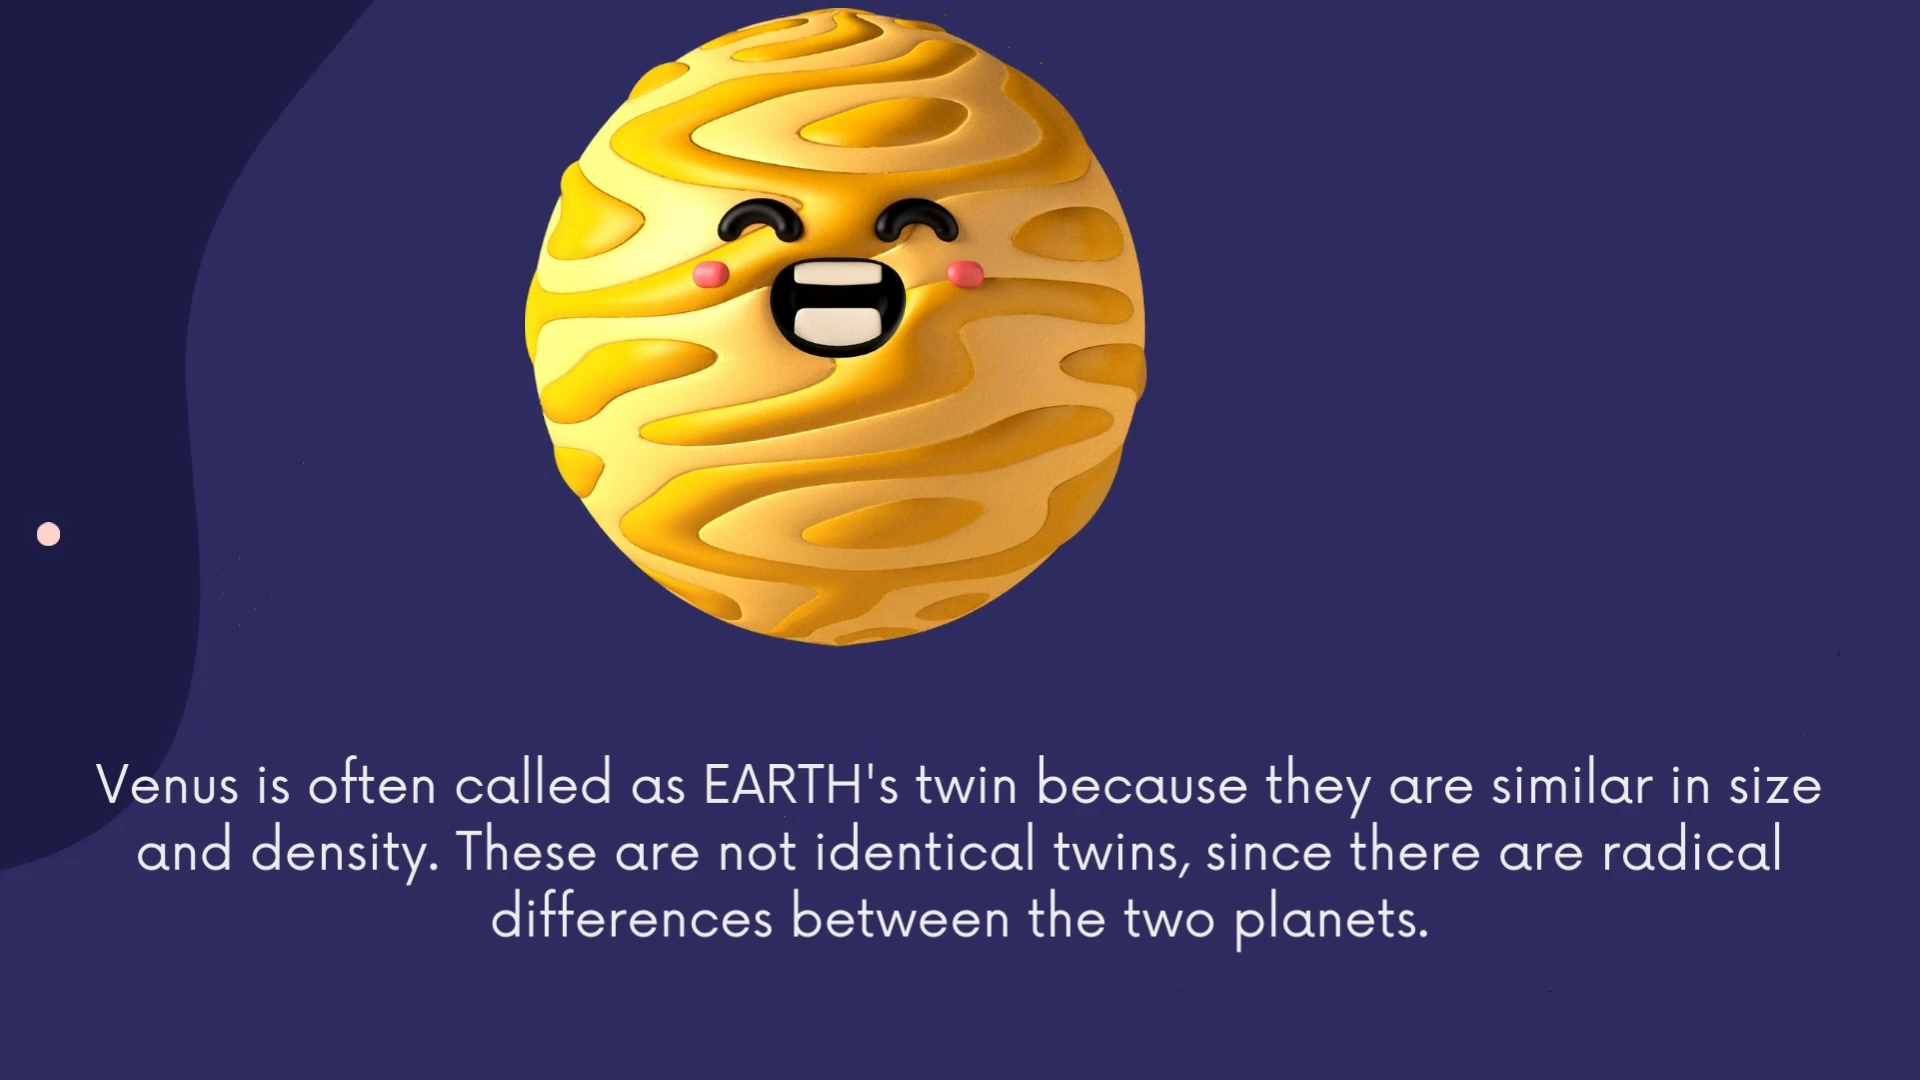 Venus is often called as EARTH's twin because they are similar in size
and density. These are not identical twins, since there are radical
differences between the two planets.